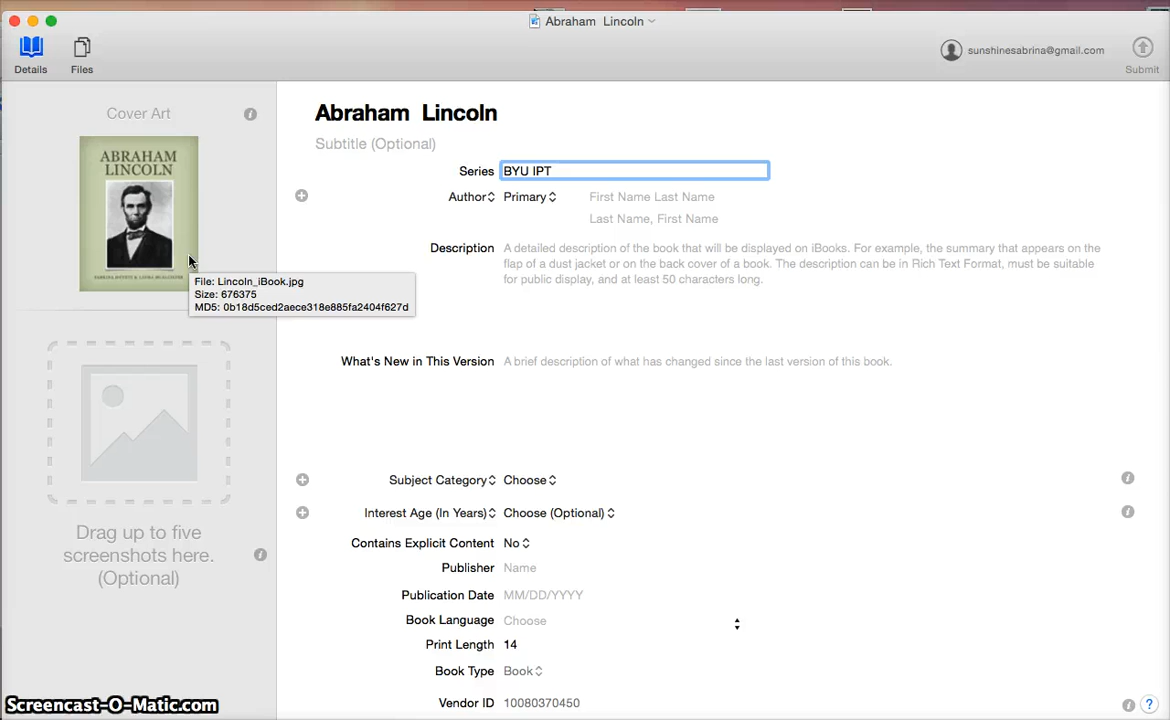 Abraham Lincoln
Details
Files
sunshinesabrina@gmail.com
Submit
Cover Art
ABRAHAM
LINCOLN
File: Lincoln_iBook.jpg
Size: 676375
MD5: 0b18d5ced2aece318e885fa2404f627d
Drag up to five
screenshots here.
(Optional)
Abraham Lincoln
Subtitle (Optional)
Series BYU IPT
Author Primary First Name Last Name
Last Name, First Name
Description A detailed description of the book that will be displayed on iBooks. For example, the summary that appears on the
flap of a dust jacket or on the back cover of a book. The description can be in Rich Text Format, must be suitable
for public display, and at least 50 characters long.
What's New in This Version A brief description of what has changed since the last version of this book.
Subject Category Choose
Interest Age (In Years) Choose (Optional)
Contains Explicit Content No
Publisher Name
Publication Date MM/DD/YYYY
Book Language Choose
Print Length 14
Book Type Book
Vendor ID 10080370450
Screencast-O-Matic.com